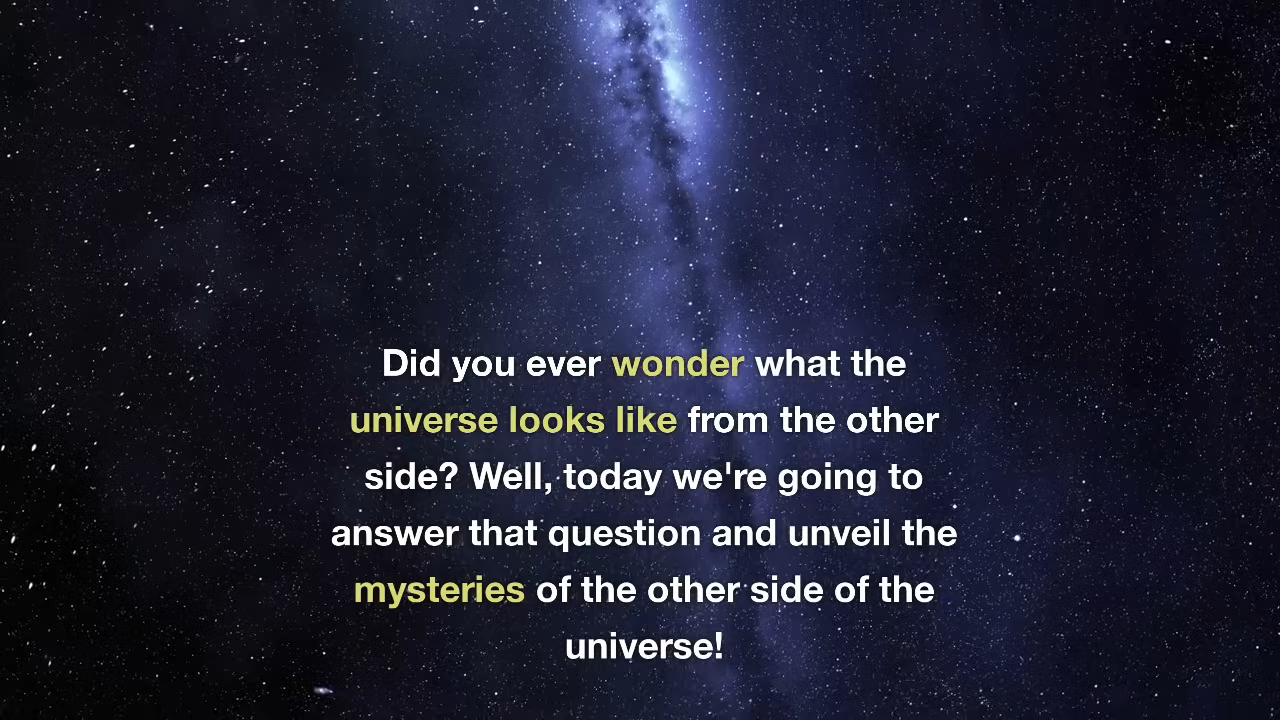 Did you ever wonder what the
universe looks like from the other
side? Well, today we're going to
answer that question and unveil the
mysteries of the other side of the
universe!